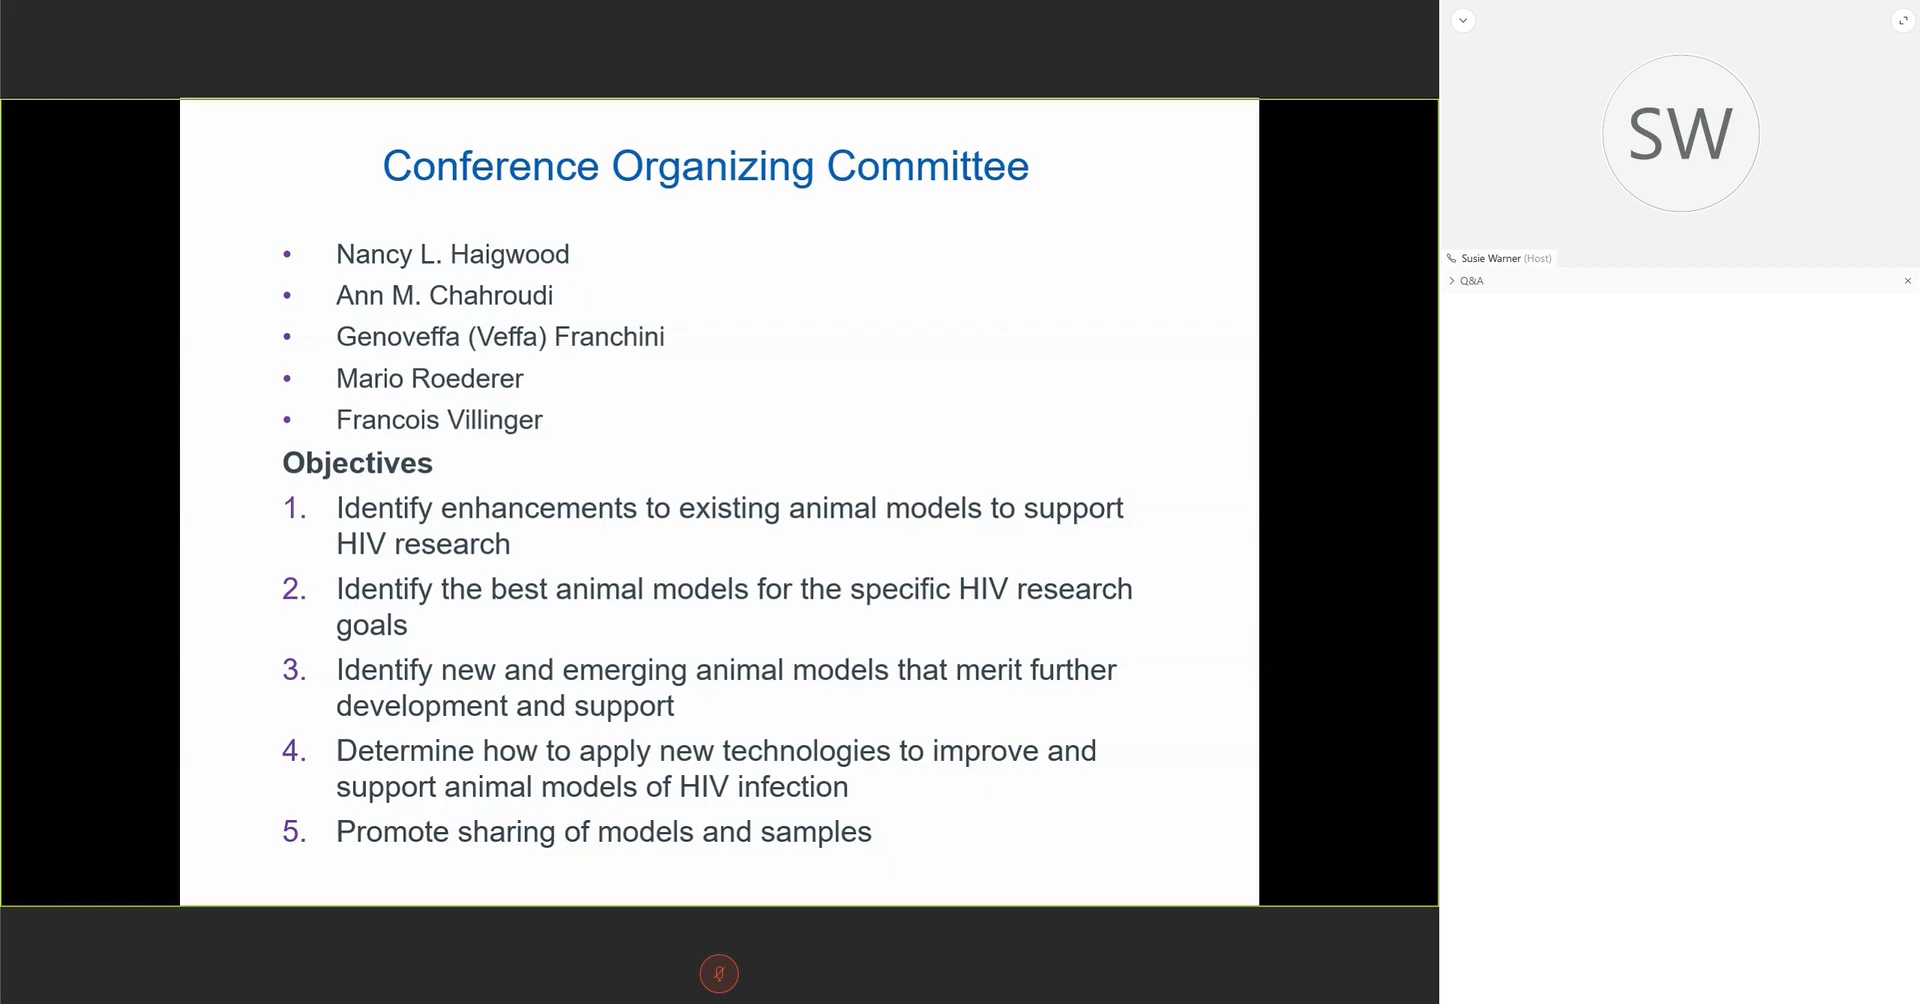 Conference Organizing Committee
• Nancy L. Haigwood
• Ann M. Chahroudi
• Genoveffa (Veffa) Franchini
• Mario Roederer
• Francois Villinger
Objectives
1. Identify enhancements to existing animal models to support
HIV research
2. Identify the best animal models for the specific HIV research
goals
3. Identify new and emerging animal models that merit further
development and support
4. Determine how to apply new technologies to improve and
support animal models of HIV infection
5. Promote sharing of models and samples
SW
Susie Warner (Host)
Q&A